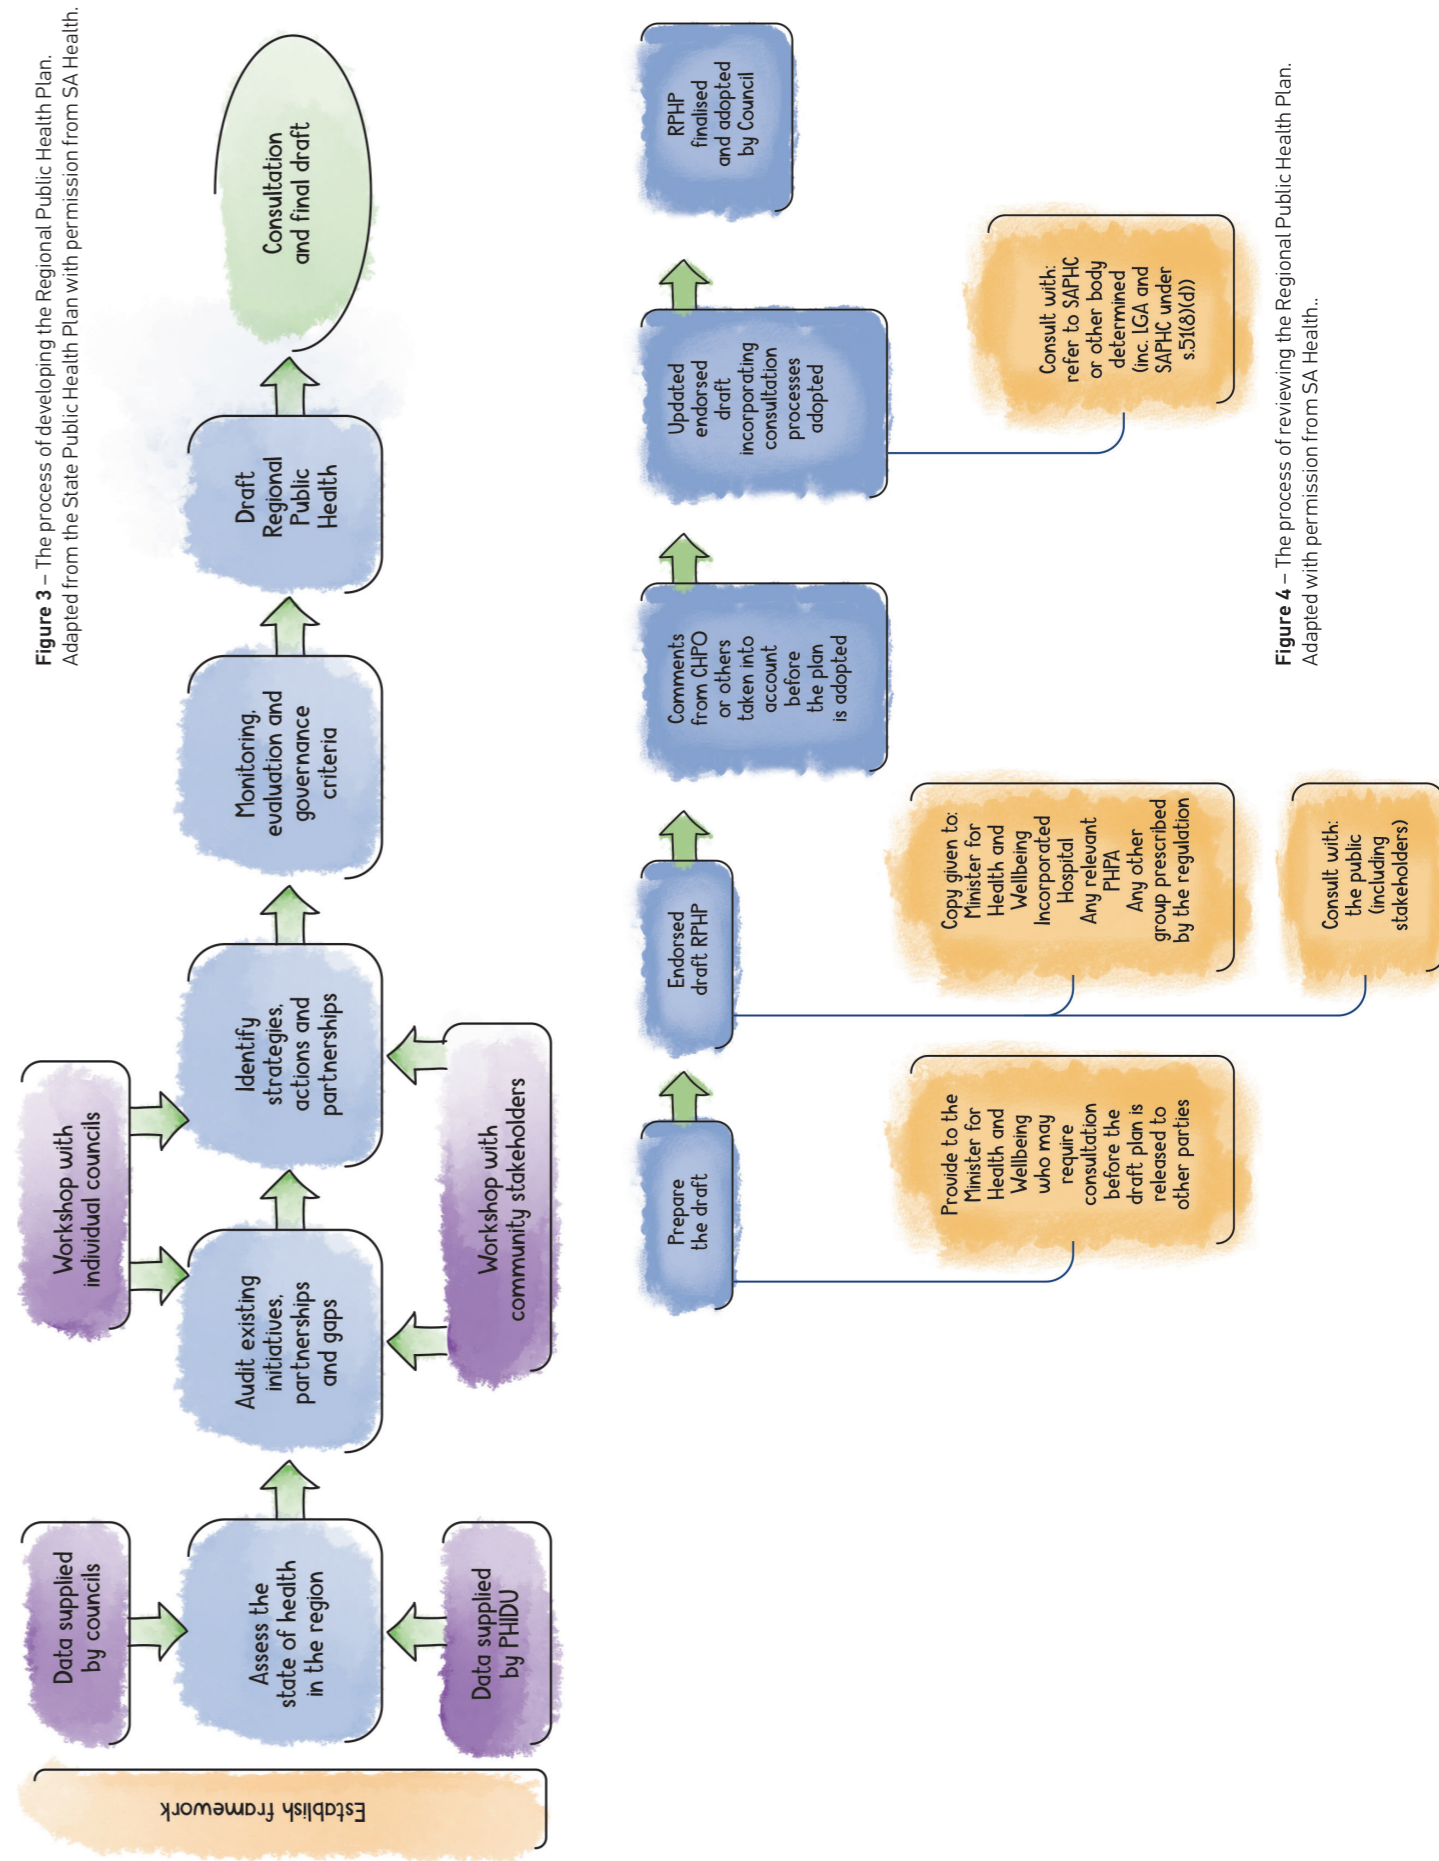 Figure 3 – The process of developing the Regional Public Health Plan.
Adapted from the State Public Health Plan with permission from SA Health.
Establish framework
Data supplied
by councils
Assess the
state of health
in the region
Data supplied
by PHIDU
Workshop with
individual councils
Audit existing
initiatives,
partnerships
and gaps
Identify
strategies,
actions and
partnerships
Workshop with
community stakeholders
Monitoring,
evaluation and
governance
criteria
Draft
Regional
Public
Health
Consultation
and final draft
Prepare
the draft
Provide to the
Minister for
Health and
Wellbeing
who may
require
consultation
before the
draft plan is
released to
other parties
Endorsed
draft RPHP
Copy given to:
Minister for
Health and
Wellbeing
Incorporated
Hospital
Any relevant
PHPA
Any other
group prescribed
by the regulation
Consult with:
the public
(including
stakeholders)
Comments
from CHPO
or others
taken into
account
before
the plan
is adopted
Updated
endorsed
draft
incorporating
consultation
processes
adopted
Consult with:
refer to SAPHC
or other body
determined
(inc. LGA and
SAPHC under
s.51(8)(d))
RPHP
finalised
and adopted
by Council
Figure 4 – The process of reviewing the Regional Public Health Plan.
Adapted with permission from SA Health..